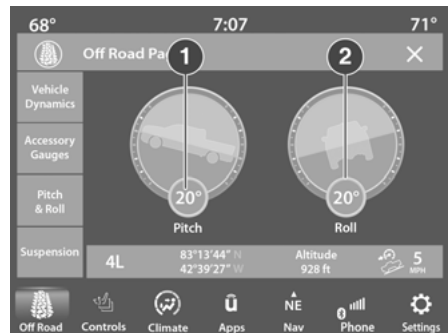 68° 7:07 71°
Off Road Pa
1 2
Vehicle
Dynamics
Accessory
Gauges
Pitch
& Roll
Suspension
20° 20°
Pitch Roll
4L 83°13'44" N Altitude 5
42°39'27" W 928 ft MPH
NE
Off Road Controls Climate Apps Nav Phone Settings